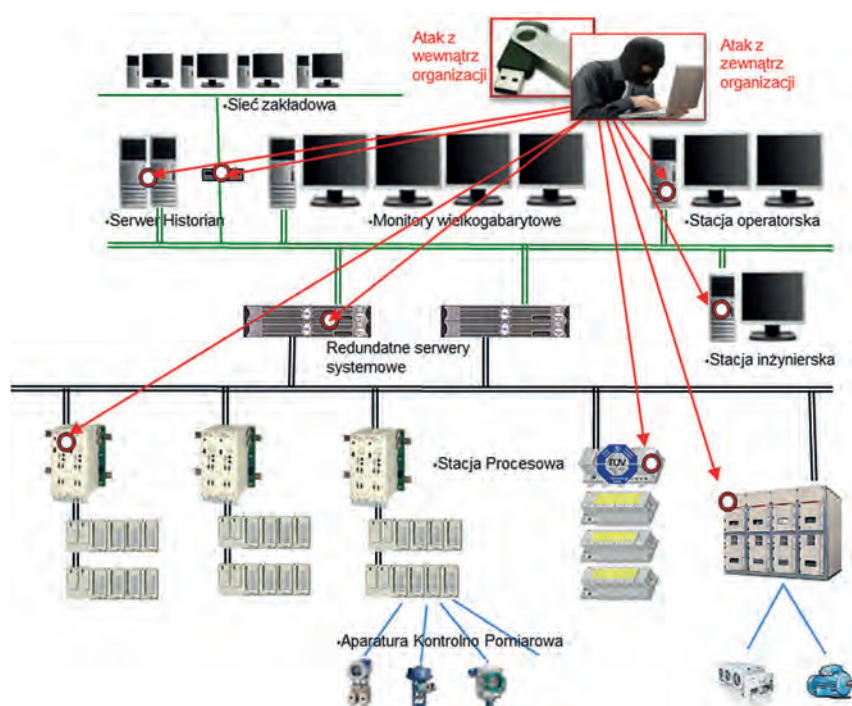 Atak z
wewnątrz
organizacji
Atak z
zewnątrz
organizacji
•Sieć zakładowa
•Serwer Historian
•Monitory wielkogabarytowe
•Stacja operatorska
Redundatne serwery
systemowe
•Stacja inżynierska
•Stacja Procesowa
TÜV
•Aparatura Kontrolno Pomiarowa